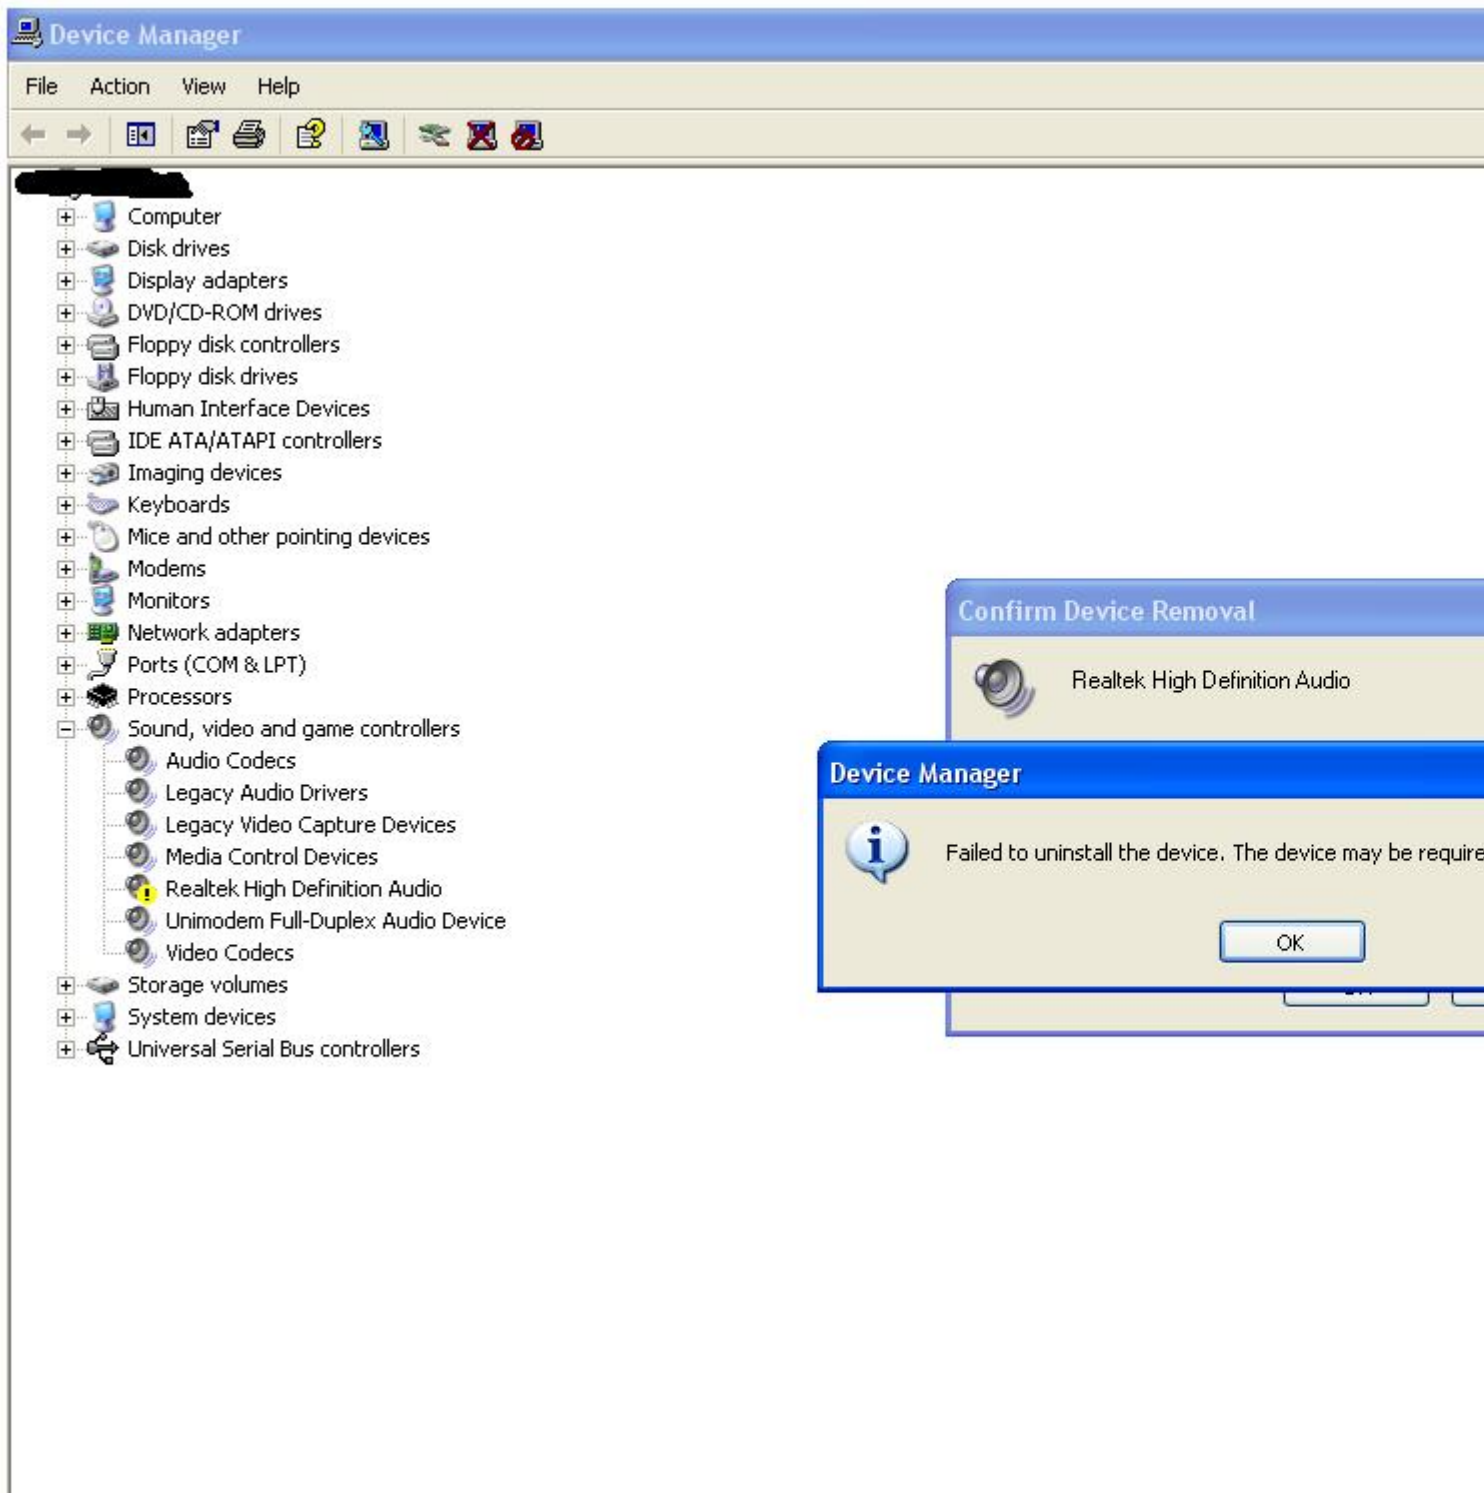 Device Manager
File Action View Help
Computer
Disk drives
Display adapters
DVD/CD-ROM drives
Floppy disk controllers
Floppy disk drives
Human Interface Devices
IDE ATA/ATAPI controllers
Imaging devices
Keyboards
Mice and other pointing devices
Modems
Monitors
Network adapters
Ports (COM & LPT)
Processors
Sound, video and game controllers
Audio Codecs
Legacy Audio Drivers
Legacy Video Capture Devices
Media Control Devices
Realtek High Definition Audio
Unimodem Full-Duplex Audio Device
Video Codecs
Storage volumes
System devices
Universal Serial Bus controllers
Confirm Device Removal
Realtek High Definition Audio
Device Manager
Failed to uninstall the device. The device may be require
OK